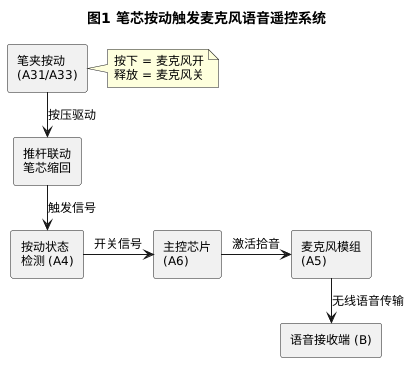 图1 笔芯按动触发麦克风语音遥控系统
笔夹按动
(A31/A33)
按下 = 麦克风开
释放 = 麦克风关
按压驱动
推杆联动
笔芯缩回
触发信号
按动状态
检测 (A4)
开关信号
主控芯片
(A6)
激活拾音
麦克风模组
(A5)
无线语音传输
语音接收端 (B)